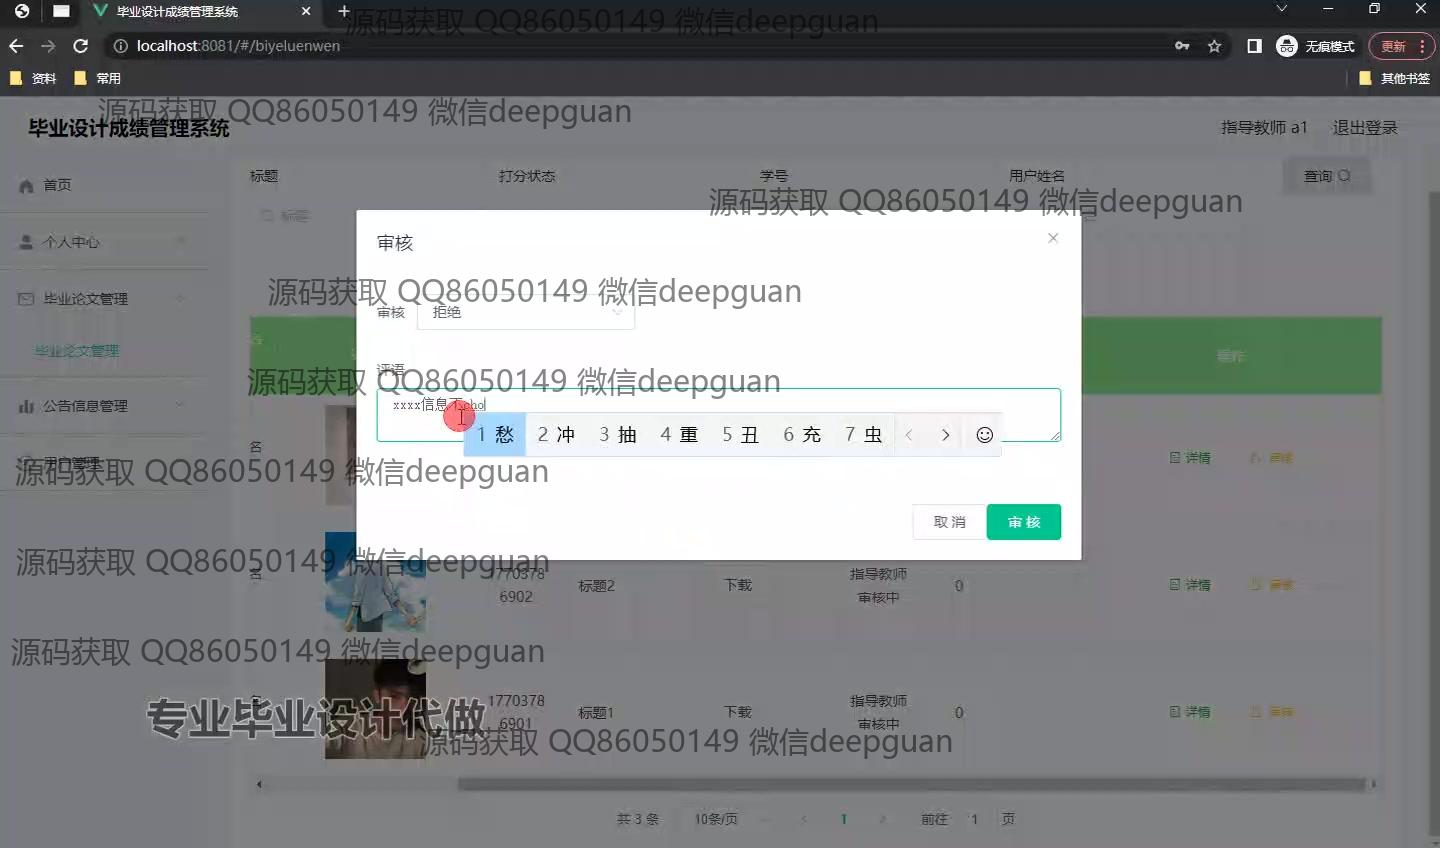 毕业设计成绩管理系统
localhost:8081/#/biyeluenwen
无痕模式
更新
资料
常用
其他书签
源码获取 QQ86050149 微信deepguan
源码获取 QQ86050149 微信deepguan
毕业设计成绩管理系统
指导教师 a1
退出登录
首页
个人中心
毕业论文管理
毕业论文管理
公告信息管理
用户管理
标题
打分状态
学号
用户姓名
查询
标题
源码获取 QQ86050149 微信deepguan
审核
源码获取 QQ86050149 微信deepguan
审核
拒绝
评语
源码获取 QQ86050149 微信deepguan
操作
xxxx信息不cho
1 愁 2 冲 3 抽 4 重 5 丑 6 充 7 虫
名
详情 审核
源码获取 QQ86050149 微信deepguan
取消
审核
源码获取 QQ86050149 微信deepguan
名
1770378
6902
标题2
下载
指导教师
审核中
0
详情 审核
源码获取 QQ86050149 微信deepguan
名
1770378
6901
标题1
下载
指导教师
审核中
0
详情 审核
专业毕业设计代做
源码获取 QQ86050149 微信deepguan
共 3 条
10条/页
1
前往 1 页